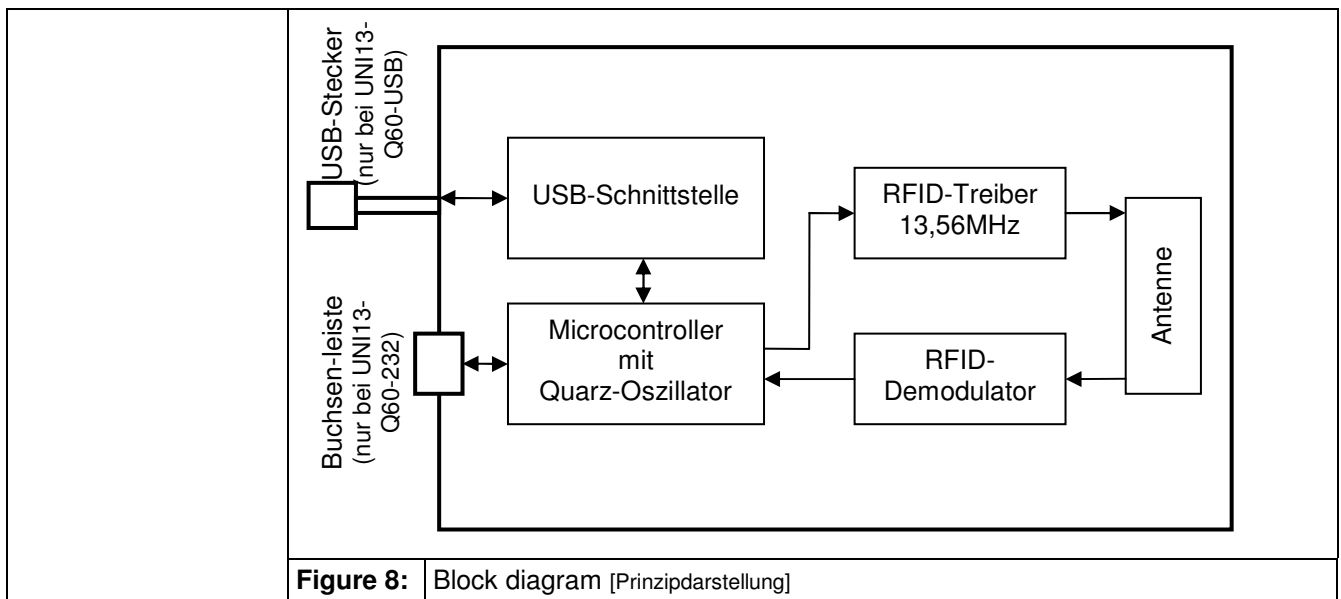 USB-Stecker
(nur bei UNI13-
Q60-USB)
USB-Schnittstelle
RFID-Treiber
13,56MHz
Antenne
Buchsen-leiste
(nur bei UNI13-
Q60-232)
Microcontroller
mit
Quarz-Oszillator
RFID-
Demodulator
Figure 8: Block diagram [Prinzipdarstellung]